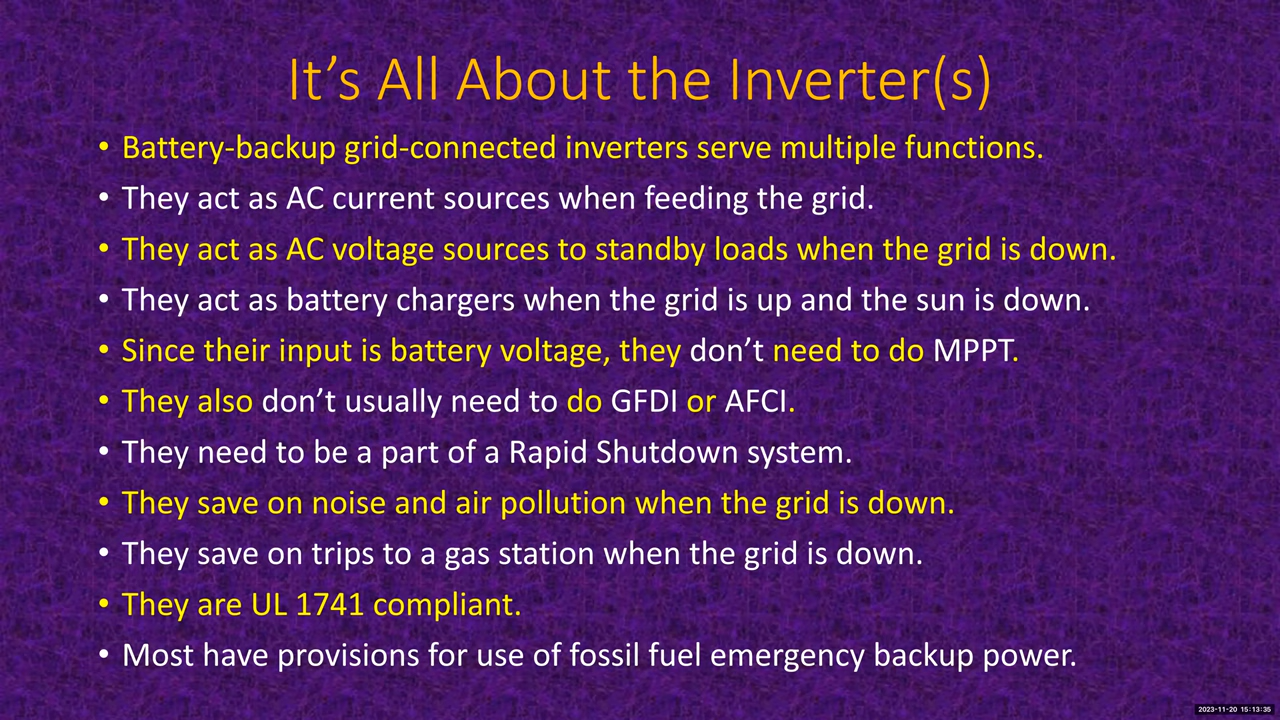 It's All About the Inverter(s)
• Battery-backup grid-connected inverters serve multiple functions.
• They act as AC current sources when feeding the grid.
• They act as AC voltage sources to standby loads when the grid is down.
• They act as battery chargers when the grid is up and the sun is down.
• Since their input is battery voltage, they don't need to do MPPT.
• They also don't usually need to do GFDI or AFCI.
• They need to be a part of a Rapid Shutdown system.
• They save on noise and air pollution when the grid is down.
• They save on trips to a gas station when the grid is down.
• They are UL 1741 compliant.
• Most have provisions for use of fossil fuel emergency backup power.
2023-11-20 15:13:35